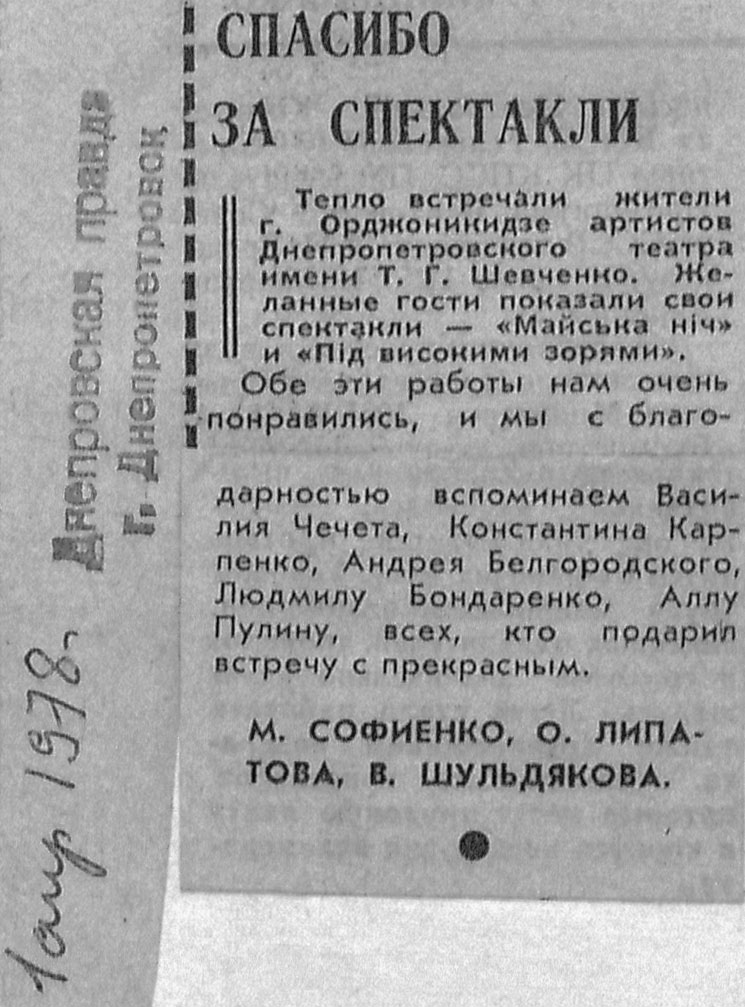 СПАСИБО
ЗА СПЕКТАКЛИ
Тепло встречали жители
г. Орджоникидзе артистов
Днепропетровского театра
имени Т. Г. Шевченко. Же-
ланные гости показали свои
спектакли — «Майська ніч»
и «Під високими зорями».
Обе эти работы нам очень
понравились, и мы с благо-
дарностью вспоминаем Васи-
лия Чечета, Константина Кар-
пенко, Андрея Белгородского,
Людмилу Бондаренко, Аллу
Пулину, всех, кто подарил
встречу с прекрасным.
М. СОФИЕНКО, О. ЛИПА-
ТОВА, В. ШУЛЬДЯКОВА.
Днепровская правда
г. Днепропетровск
1 апр 1978